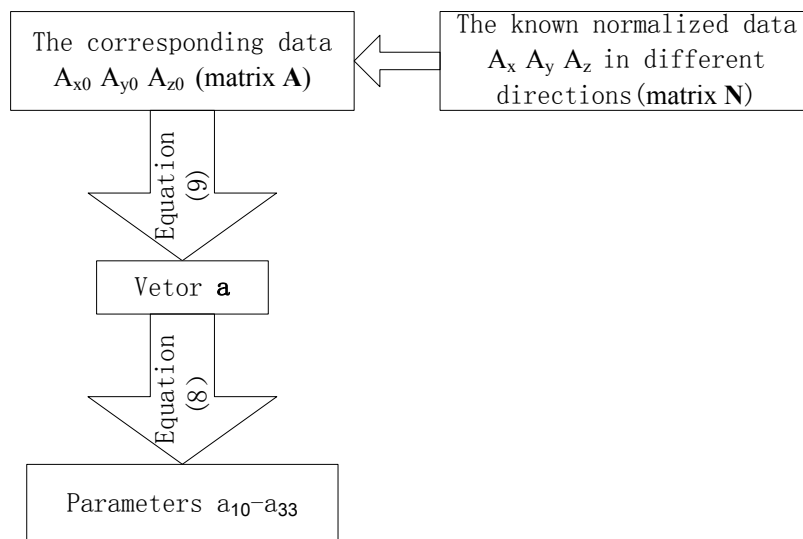 The corresponding data
Ax0 Ay0 Az0 (matrix A)
The known normalized data
Ax Ay Az in different
directions(matrix N)
Equation
(9)
Vetor a
Equation
(8)
Parameters a10-a33